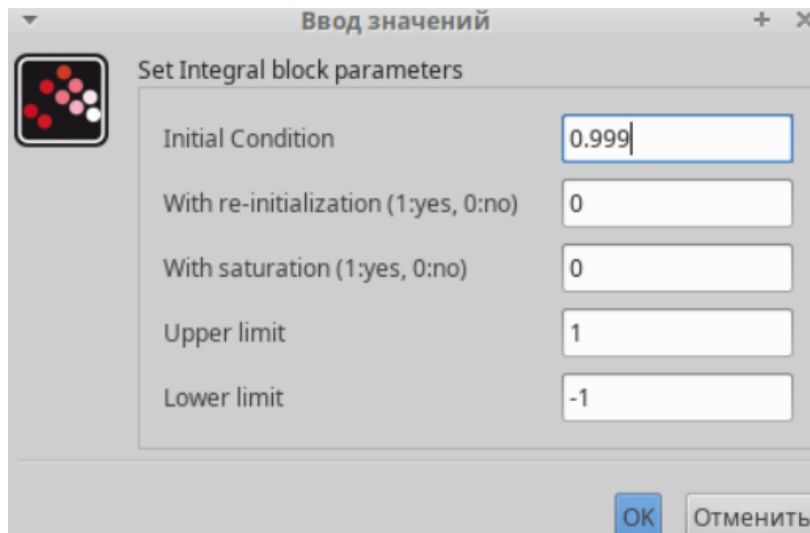 Ввод значений
Set Integral block parameters
Initial Condition 0.999
With re-initialization (1:yes, 0:no) 0
With saturation (1:yes, 0:no) 0
Upper limit 1
Lower limit -1
OK Отменить